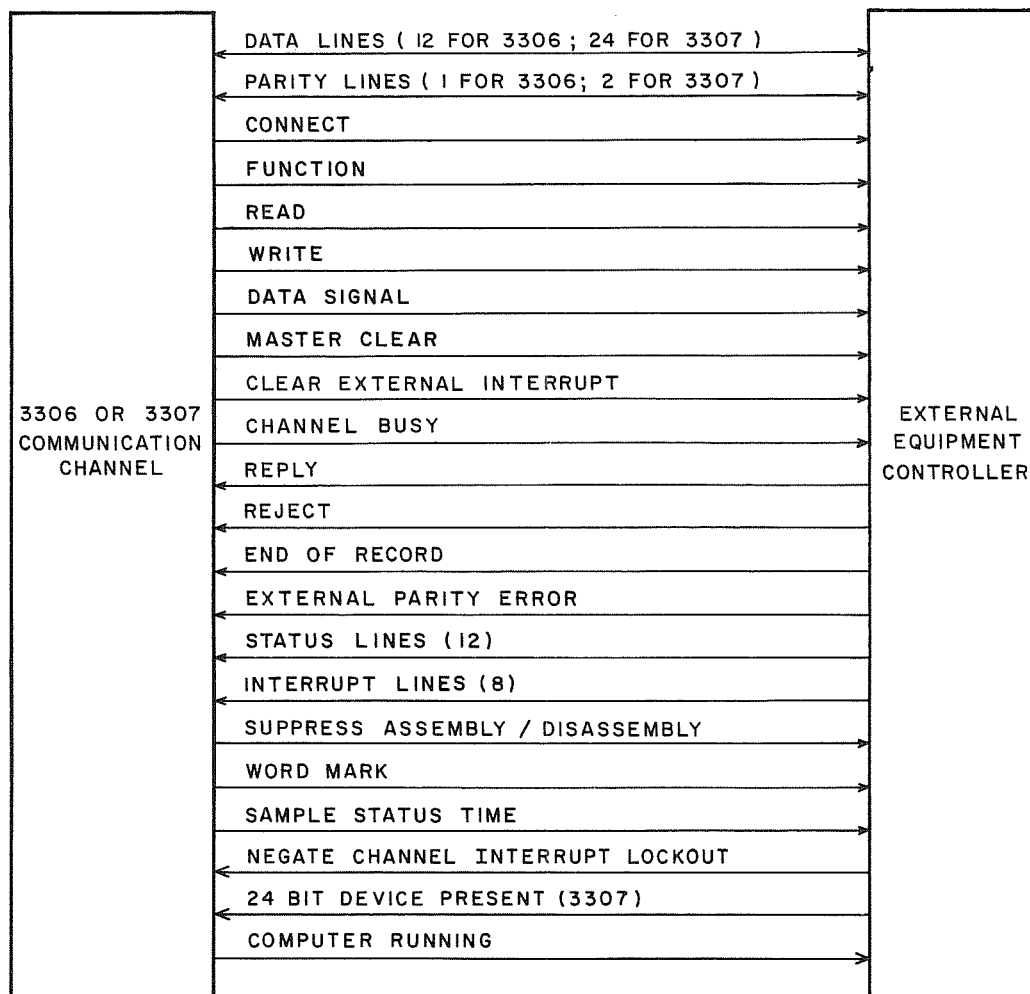 DATA LINES ( 12 FOR 3306 ; 24 FOR 3307 )
PARITY LINES ( 1 FOR 3306; 2 FOR 3307 )
CONNECT
FUNCTION
READ
WRITE
DATA SIGNAL
MASTER CLEAR
CLEAR EXTERNAL INTERRUPT
3306 OR 3307
COMMUNICATION
CHANNEL
CHANNEL BUSY
EXTERNAL
EQUIPMENT
CONTROLLER
REPLY
REJECT
END OF RECORD
EXTERNAL PARITY ERROR
STATUS LINES (12)
INTERRUPT LINES (8)
SUPPRESS ASSEMBLY / DISASSEMBLY
WORD MARK
SAMPLE STATUS TIME
NEGATE CHANNEL INTERRUPT LOCKOUT
24 BIT DEVICE PRESENT (3307)
COMPUTER RUNNING